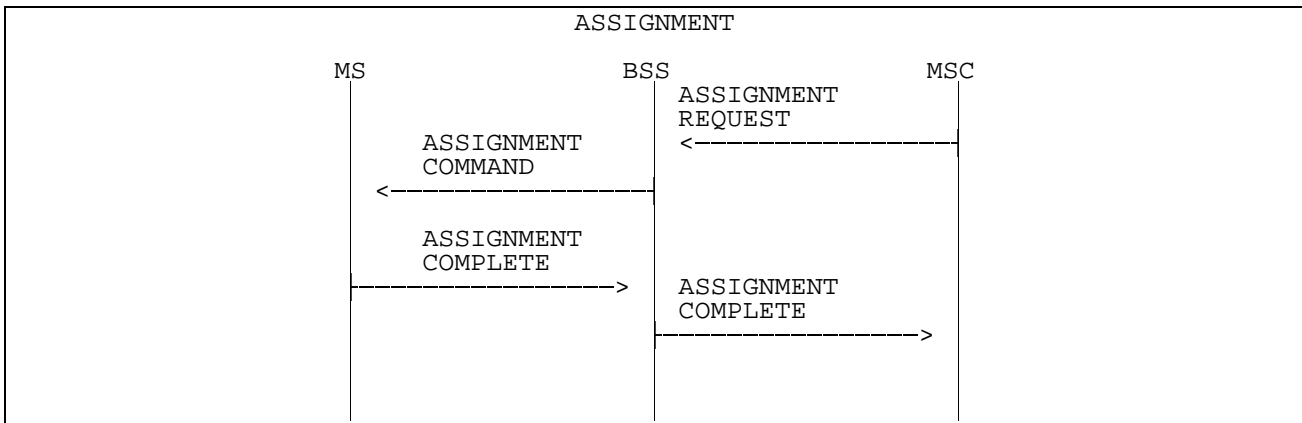 ASSIGNMENT
MS BSS MSC
ASSIGNMENT
REQUEST
ASSIGNMENT
COMMAND
ASSIGNMENT
COMPLETE
ASSIGNMENT
COMPLETE